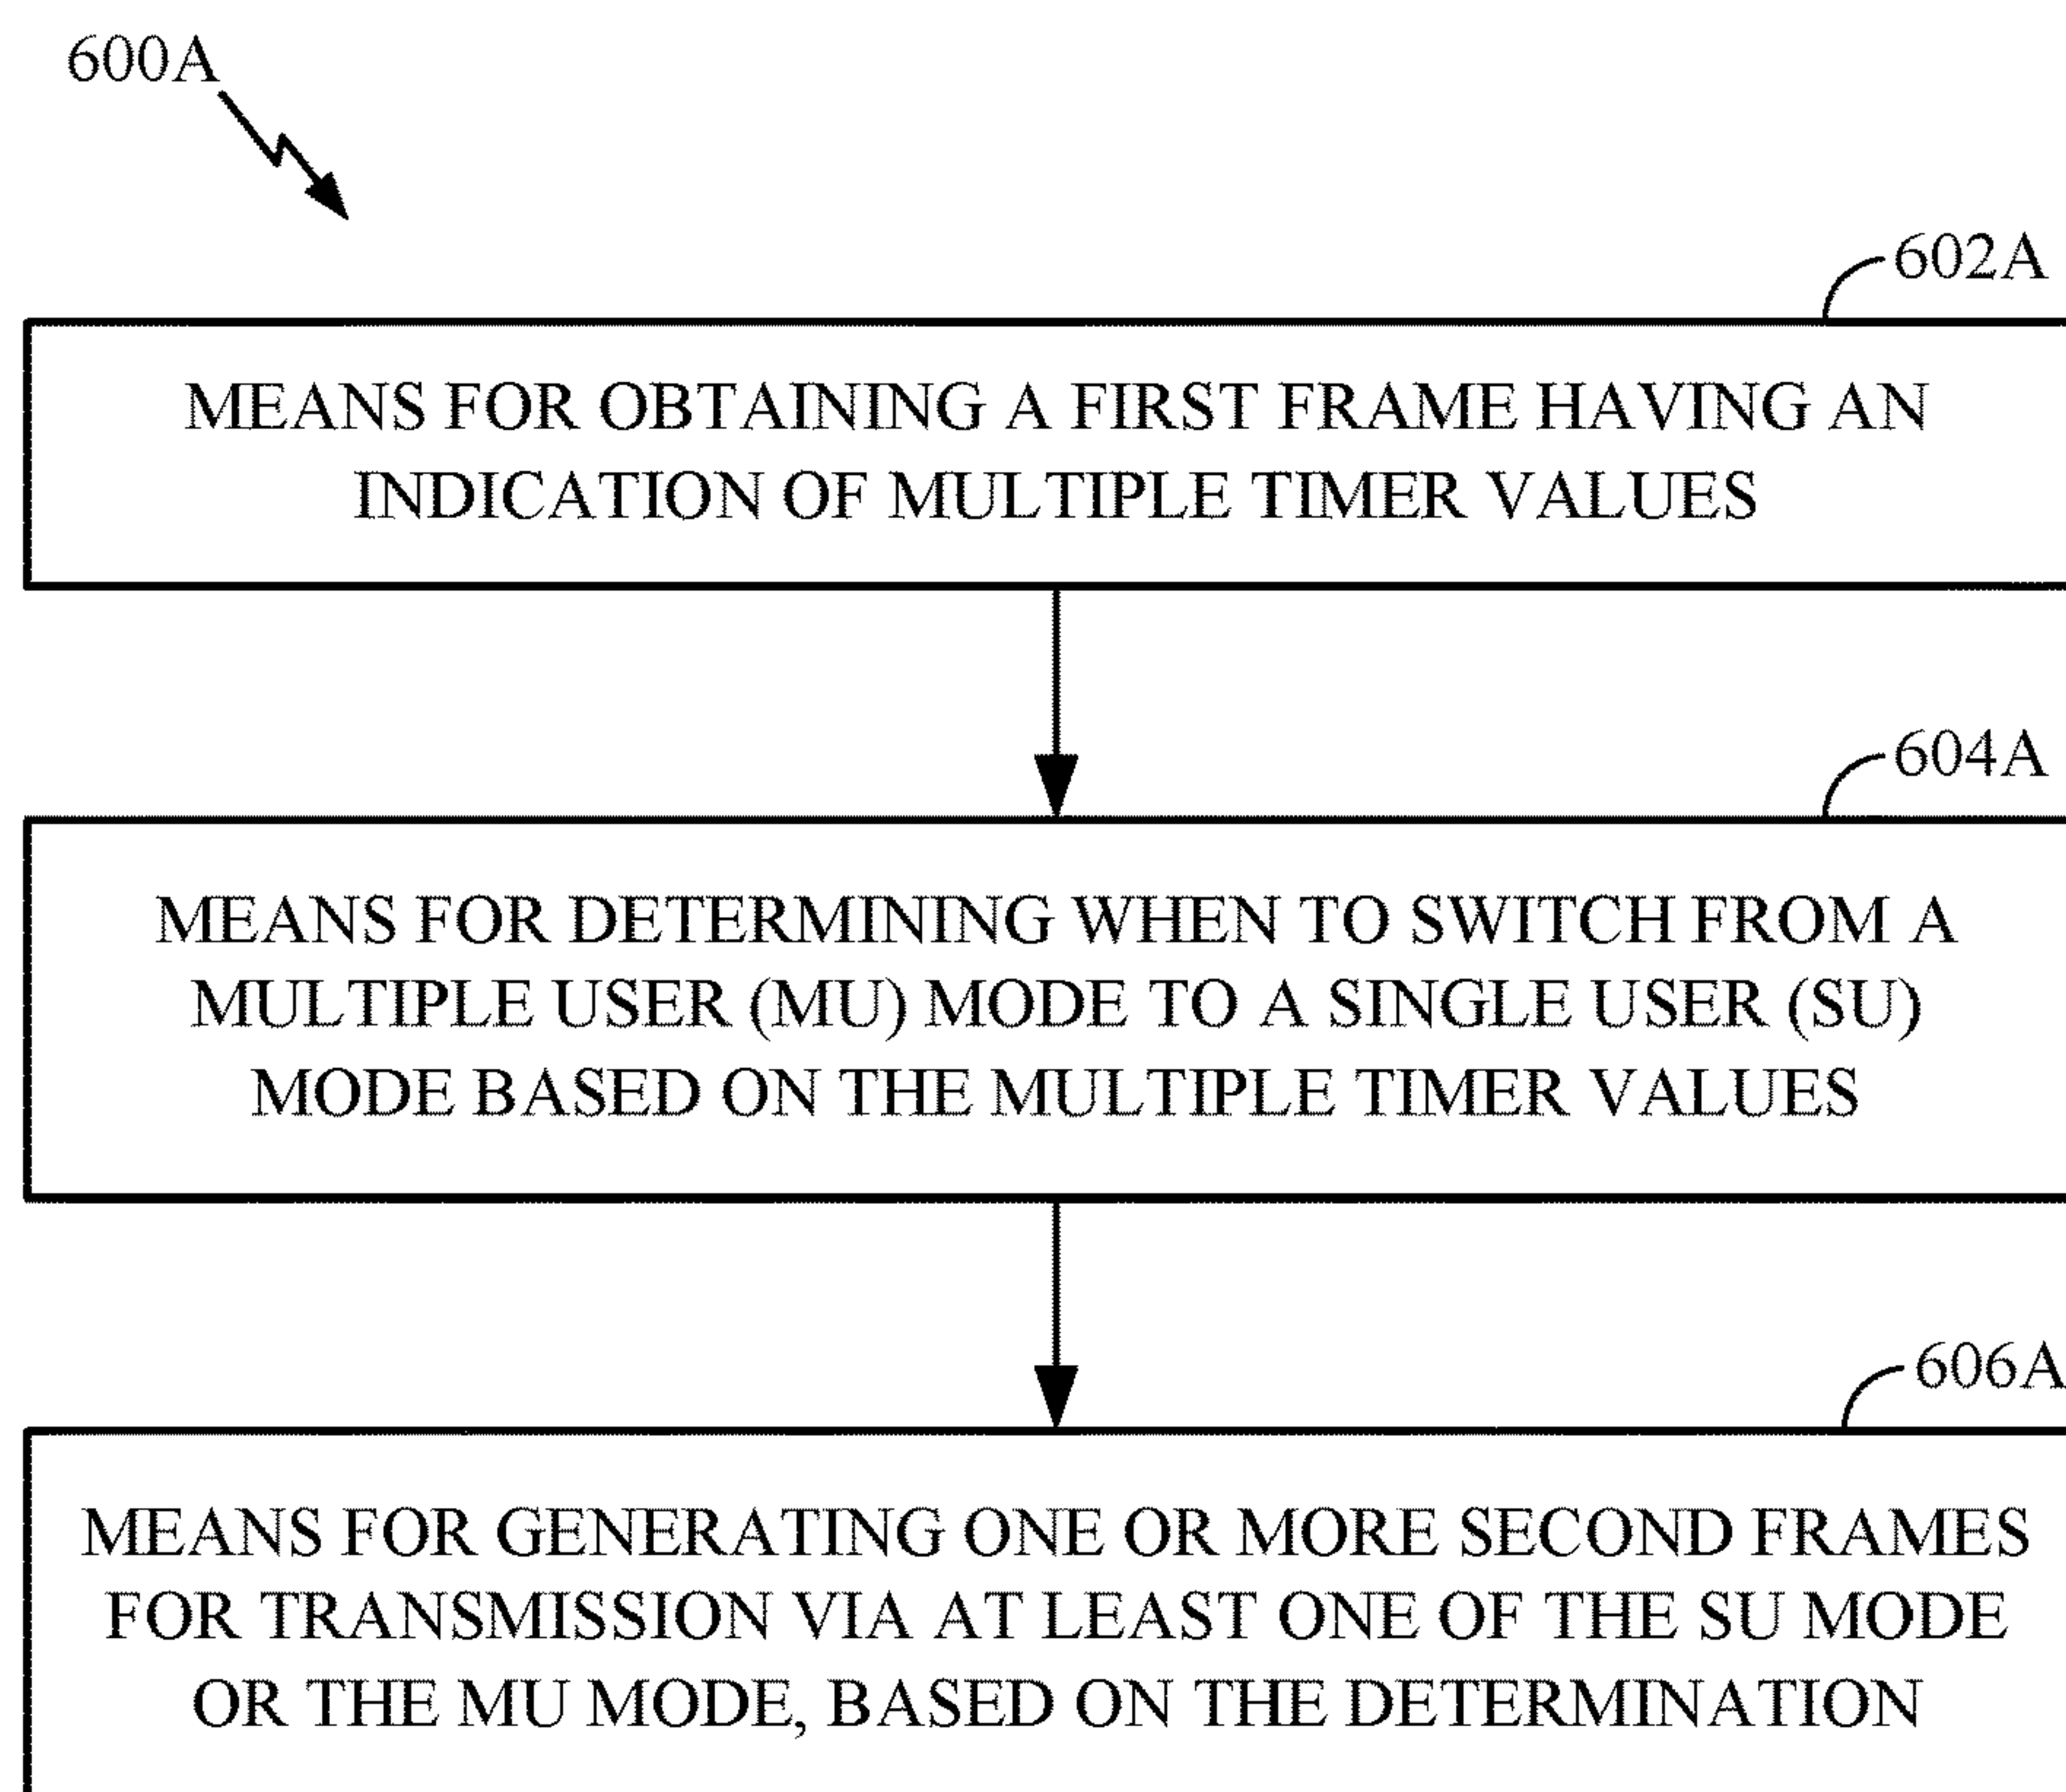 600A
602A
MEANS FOR OBTAINING A FIRST FRAME HAVING AN
INDICATION OF MULTIPLE TIMER VALUES
604A
MEANS FOR DETERMINING WHEN TO SWITCH FROM A
MULTIPLE USER (MU) MODE TO A SINGLE USER (SU)
MODE BASED ON THE MULTIPLE TIMER VALUES
606A
MEANS FOR GENERATING ONE OR MORE SECOND FRAMES
FOR TRANSMISSION VIA AT LEAST ONE OF THE SU MODE
OR THE MU MODE, BASED ON THE DETERMINATION